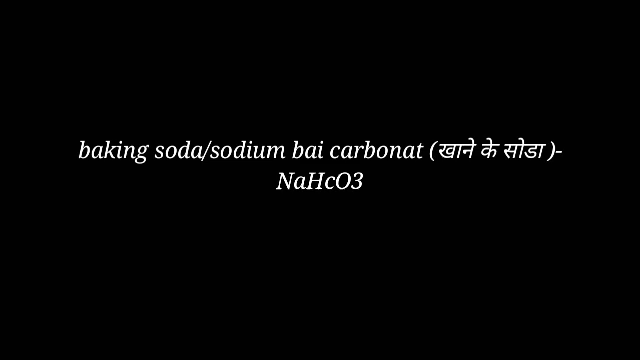 baking soda/sodium bai carbonat (खाने के सोडा )-
NaHcO3